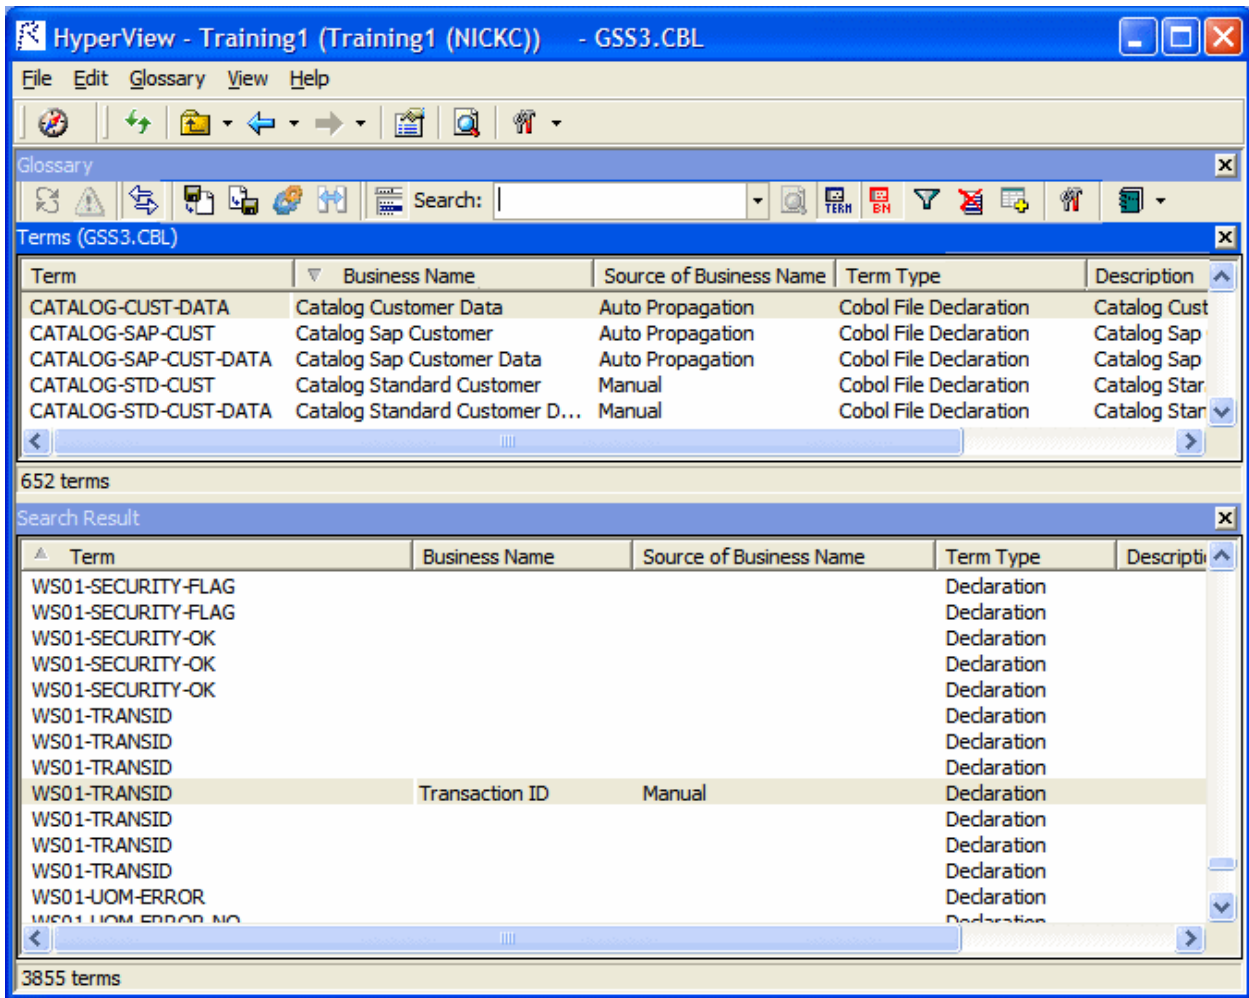 HyperView - Training1 (Training1 (NICKC)) - GSS3.CBL
File Edit Glossary View Help
Glossary
Search: TERM BN
Terms (GSS3.CBL)
Term Business Name Source of Business Name Term Type Description
CATALOG-CUST-DATA Catalog Customer Data Auto Propagation Cobol File Declaration Catalog Cust
CATALOG-SAP-CUST Catalog Sap Customer Auto Propagation Cobol File Declaration Catalog Sap
CATALOG-SAP-CUST-DATA Catalog Sap Customer Data Auto Propagation Cobol File Declaration Catalog Sap
CATALOG-STD-CUST Catalog Standard Customer Manual Cobol File Declaration Catalog Star
CATALOG-STD-CUST-DATA Catalog Standard Customer D... Manual Cobol File Declaration Catalog Stan
652 terms
Search Result
Term Business Name Source of Business Name Term Type Descripti
WS01-SECURITY-FLAG Declaration
WS01-SECURITY-FLAG Declaration
WS01-SECURITY-OK Declaration
WS01-SECURITY-OK Declaration
WS01-SECURITY-OK Declaration
WS01-TRANSID Declaration
WS01-TRANSID Declaration
WS01-TRANSID Declaration
WS01-TRANSID Transaction ID Manual Declaration
WS01-TRANSID Declaration
WS01-TRANSID Declaration
WS01-TRANSID Declaration
WS01-UOM-ERROR Declaration
WS01-UOM-ERROR-NO Declaration
3855 terms